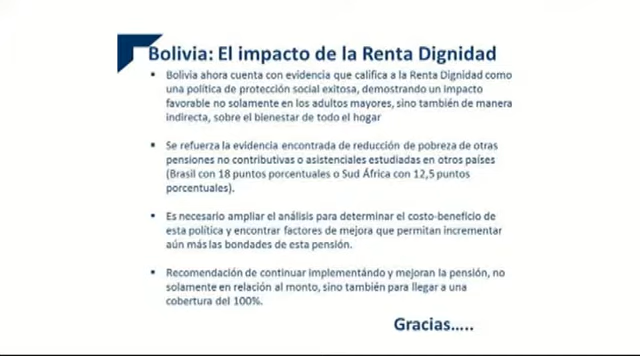 Bolivia: El impacto de la Renta Dignidad
▪ Bolivia ahora cuenta con evidencia que califica a la Renta Dignidad como
una política de protección social exitosa, demostrando un impacto
favorable no solamente en los adultos mayores, sino también de manera
indirecta, sobre el bienestar de todo el hogar
▪ Se refuerza la evidencia encontrada de reducción de pobreza de otras
pensiones no contributivas o asistenciales estudiadas en otros países
(Brasil con 18 puntos porcentuales o Sud África con 12,5 puntos
porcentuales).
▪ Es necesario ampliar el análisis para determinar el costo-beneficio de
esta política y encontrar factores de mejora que permitan incrementar
aún más las bondades de esta pensión.
▪ Recomendación de continuar implementándo y mejoran la pensión, no
solamente en relación al monto, sino también para llegar a una
cobertura del 100%.
Gracias.....